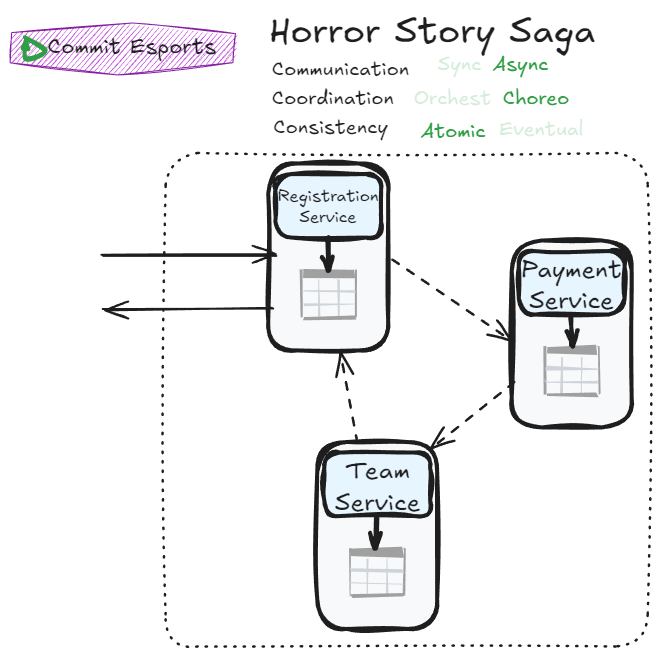 Commit Esports
Horror Story Saga
Communication Sync Async
Coordination Orchest Choreo
Consistency Atomic Eventual
Registration
Service
Payment
Service
Team
Service